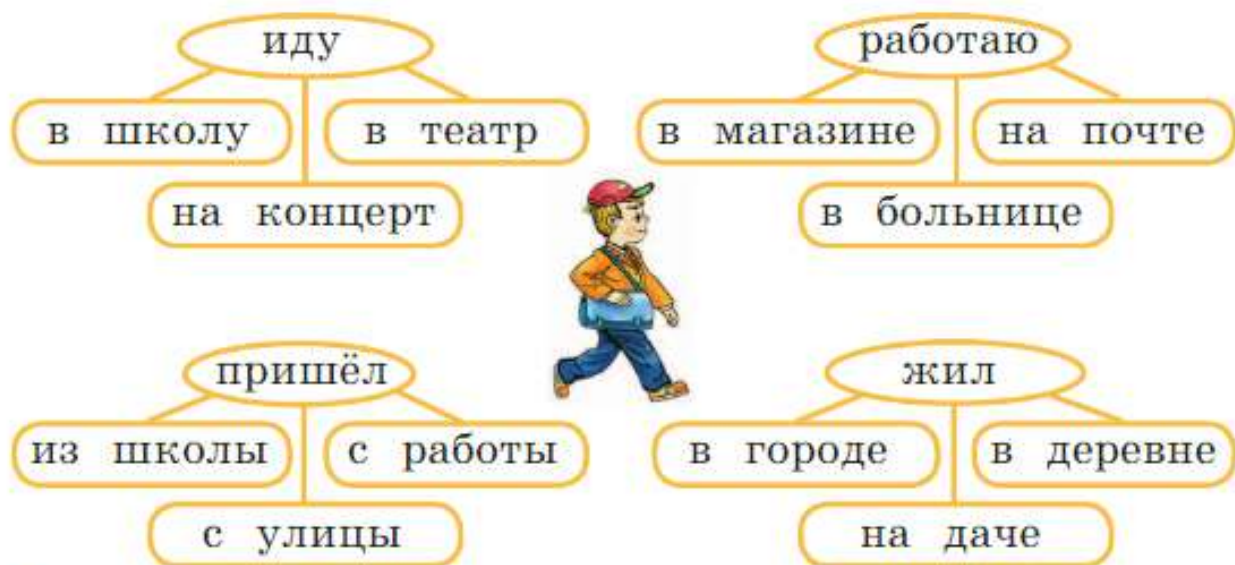 иду
в школу
в театр
на концерт
работаю
в магазине
на почте
в больнице
пришёл
из школы
с работы
с улицы
жил
в городе
в деревне
на даче